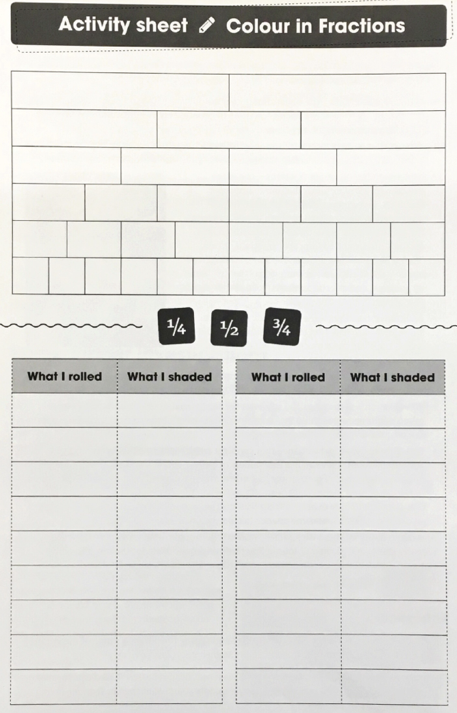 Activity sheet Colour in Fractions
1/4 1/2 3/4
What I rolled What I shaded What I rolled What I shaded